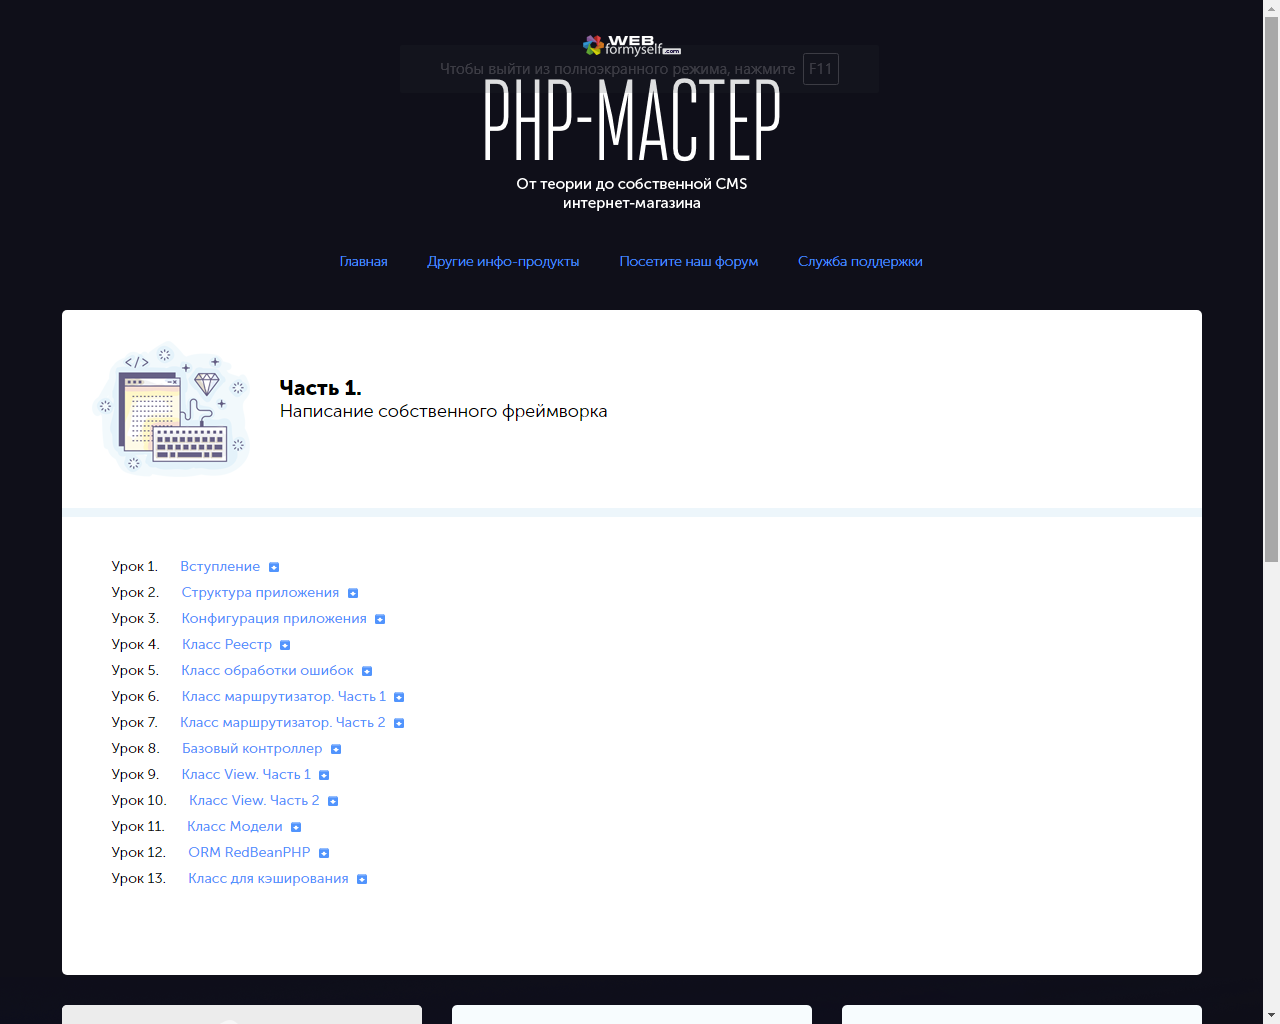 WEB
formyself.com
Чтобы выйти из полноэкранного режима, нажмите F11
PHP-МАСТЕР
От теории до собственной CMS
интернет-магазина
Главная Другие инфо-продукты Посетите наш форум Служба поддержки
Часть 1.
Написание собственного фреймворка
Урок 1. Вступление
Урок 2. Структура приложения
Урок 3. Конфигурация приложения
Урок 4. Класс Реестр
Урок 5. Класс обработки ошибок
Урок 6. Класс маршрутизатор. Часть 1
Урок 7. Класс маршрутизатор. Часть 2
Урок 8. Базовый контроллер
Урок 9. Класс View. Часть 1
Урок 10. Класс View. Часть 2
Урок 11. Класс Модели
Урок 12. ORM RedBeanPHP
Урок 13. Класс для кэширования